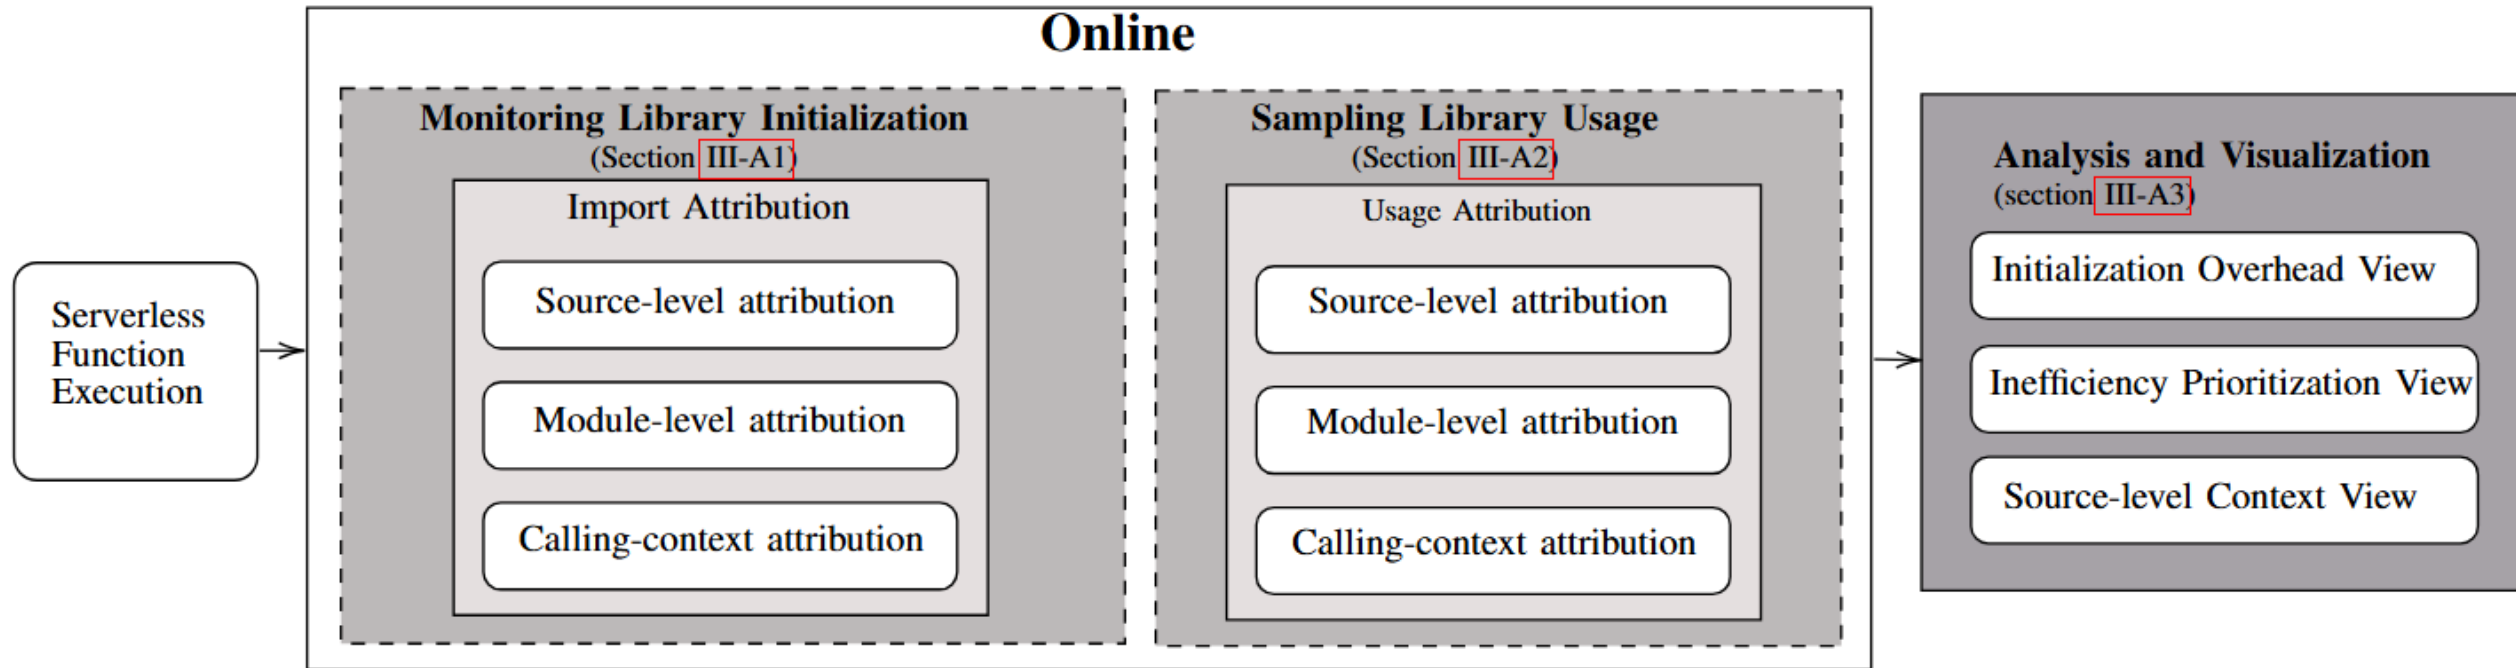 Online
Serverless
Function
Execution
Monitoring Library Initialization
(Section III-A1)
Import Attribution
Source-level attribution
Module-level attribution
Calling-context attribution
Sampling Library Usage
(Section III-A2)
Usage Attribution
Source-level attribution
Module-level attribution
Calling-context attribution
Analysis and Visualization
(section III-A3)
Initialization Overhead View
Inefficiency Prioritization View
Source-level Context View